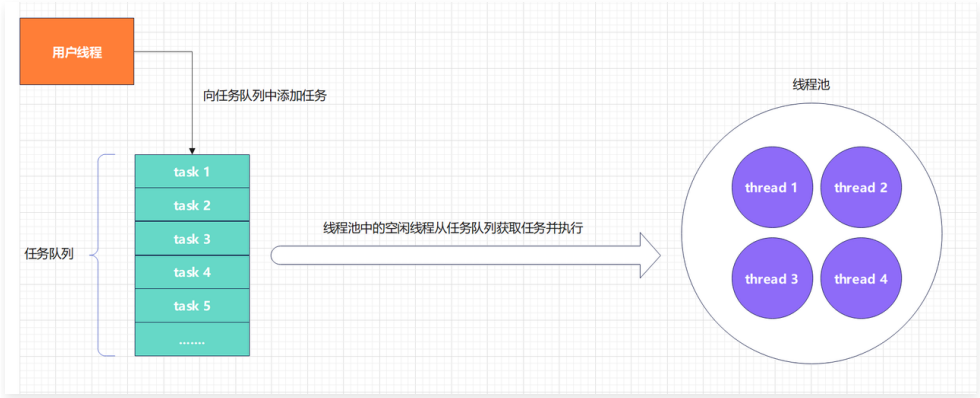 用户线程
向任务队列中添加任务
线程池
task 1
task 2
task 3
task 4
task 5
.......
任务队列
线程池中的空闲线程从任务队列获取任务并执行
thread 1
thread 2
thread 3
thread 4